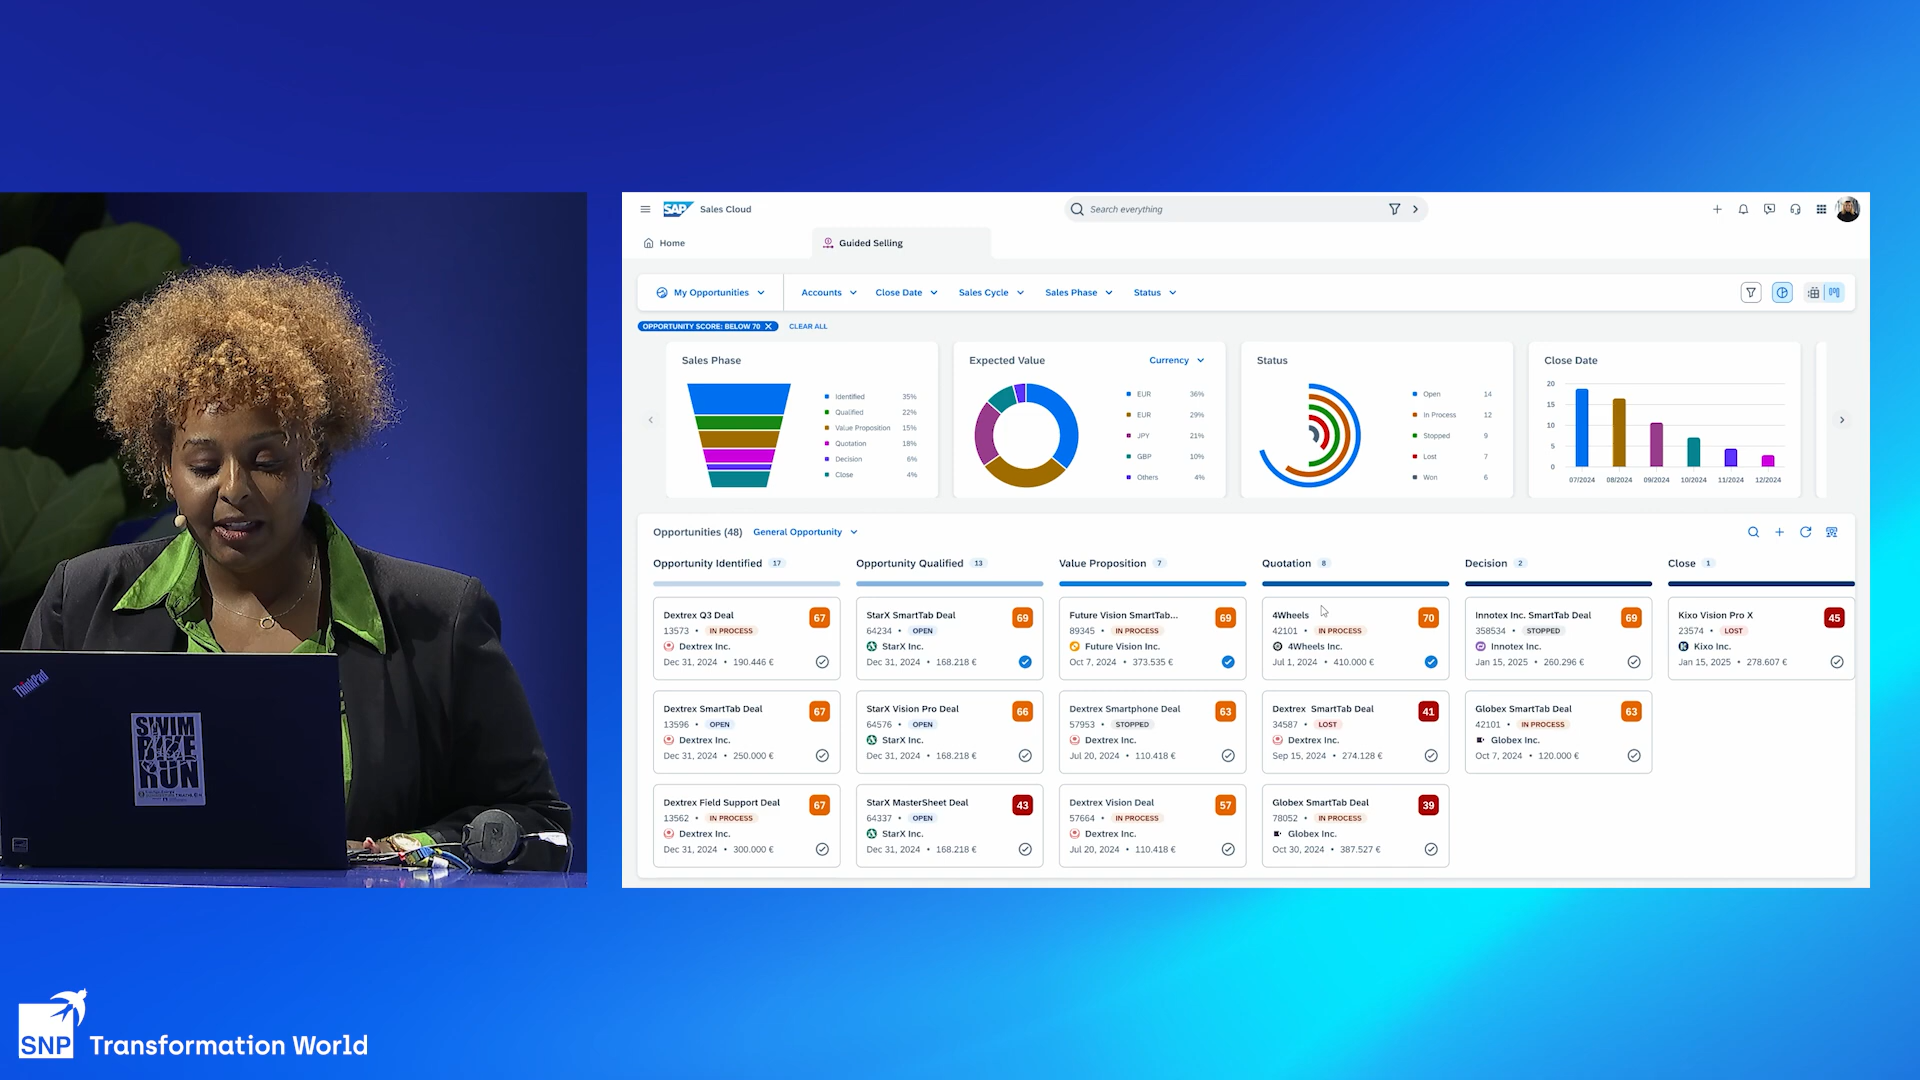 SAP Sales Cloud
Search everything
Home
Guided Selling
My Opportunities
Accounts
Close Date
Sales Cycle
Sales Phase
Status
OPPORTUNITY SCORE: BELOW 70
CLEAR ALL
Sales Phase
Identified 35%
Qualified 22%
Value Proposition 15%
Quotation 18%
Decision 6%
Close 4%
Expected Value
Currency
EUR 36%
EUR 29%
JPY 21%
GBP 10%
Others 4%
Status
Open 14
In Process 12
Stopped 9
Lost 7
Won 6
Close Date
20
15
10
5
0
07/2024 08/2024 09/2024 10/2024 11/2024 12/2024
Opportunities (48)
General Opportunity
Opportunity Identified 17
Dextrex Q3 Deal 67
13573 • IN PROCESS
Dextrex Inc.
Dec 31, 2024 • 190.446 €
Dextrex SmartTab Deal 67
13596 • OPEN
Dextrex Inc.
Dec 31, 2024 • 250.000 €
Dextrex Field Support Deal 67
13562 • IN PROCESS
Dextrex Inc.
Dec 31, 2024 • 300.000 €
Opportunity Qualified 13
StarX SmartTab Deal 69
64234 • OPEN
StarX Inc.
Dec 31, 2024 • 168.218 €
StarX Vision Pro Deal 66
64576 • OPEN
StarX Inc.
Dec 31, 2024 • 168.218 €
StarX MasterSheet Deal 43
64337 • OPEN
StarX Inc.
Dec 31, 2024 • 168.218 €
Value Proposition 7
Future Vision SmartTab... 69
89345 • IN PROCESS
Future Vision Inc.
Oct 7, 2024 • 373.535 €
Dextrex Smartphone Deal 63
57953 • STOPPED
Dextrex Inc.
Jul 20, 2024 • 110.418 €
Dextrex Vision Deal 57
57664 • IN PROCESS
Dextrex Inc.
Jul 20, 2024 • 110.418 €
Quotation 8
4Wheels 70
42101 • IN PROCESS
4Wheels Inc.
Jul 1, 2024 • 410.000 €
Dextrex SmartTab Deal 41
34587 • LOST
Dextrex Inc.
Sep 15, 2024 • 274.128 €
Globex SmartTab Deal 39
78052 • IN PROCESS
Globex Inc.
Oct 30, 2024 • 387.527 €
Decision 2
Innotex Inc. SmartTab Deal 69
358534 • STOPPED
Innotex Inc.
Jan 15, 2025 • 260.296 €
Globex SmartTab Deal 63
42101 • IN PROCESS
Globex Inc.
Oct 7, 2024 • 120.000 €
Close 1
Kixo Vision Pro X 45
23574 • LOST
Kixo Inc.
Jan 15, 2025 • 278.607 €
ThinkPad
SWIM
BIKE
RUN
SNP Transformation World